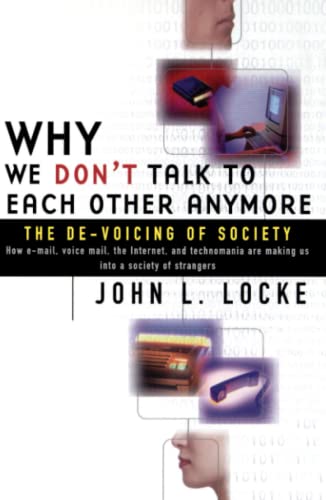 WHY
WE DON'T TALK TO
EACH OTHER ANYMORE
THE DE-VOICING OF SOCIETY
How e-mail, voice mail, the Internet, and technomania are making us
into a society of strangers
JOHN L. LOCKE